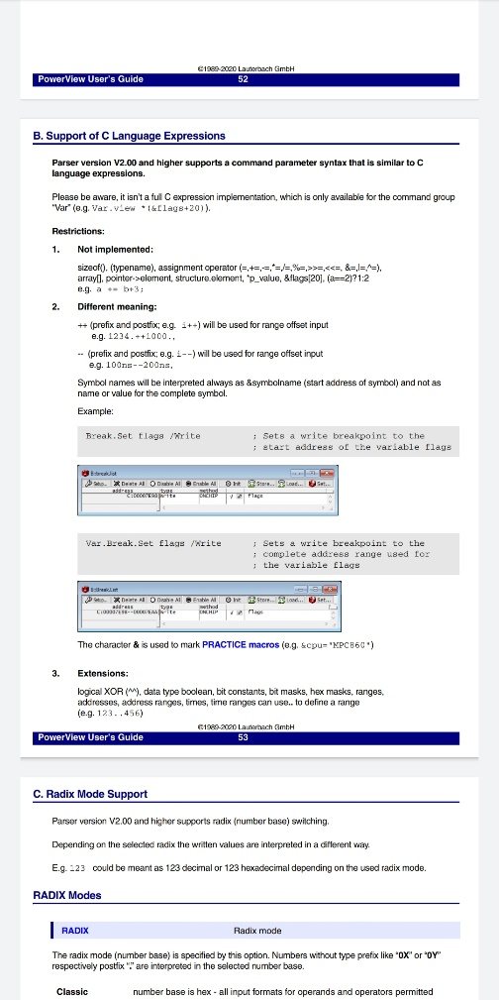 ©1989-2020 Lauterbach GmbH
PowerView User's Guide 52
B. Support of C Language Expressions
Parser version V2.00 and higher supports a command parameter syntax that is similar to C
language expressions.
Please be aware, it isn't a full C expression implementation, which is only available for the command group
"Var" (e.g. Var.view *(&flags+20)).
Restrictions:
1. Not implemented:
sizeof(), (typename), assignment operator (=,+=,-=,*=,/=,%=,>>=,<<=, &=,|=,^=),
array[], pointer->element, structure.element, *p_value, &flags[20], (a==2)?1:2
e.g. a += b+3;
2. Different meaning:
++ (prefix and postfix; e.g. i++) will be used for range offset input
e.g. 1234.++1000.,
-- (prefix and postfix; e.g. i--) will be used for range offset input
e.g. 100ns--200ns,
Symbol names will be interpreted always as &symbolname (start address of symbol) and not as
name or value for the complete symbol.
Example:
Break.Set flags /Write ; Sets a write breakpoint to the
; start address of the variable flags
B::break.list
Setup... Delete All Disable All Enable All Init Store... Load... Set...
address type method
C:00007E98 Write ONCHIP flags
Var.Break.Set flags /Write ; Sets a write breakpoint to the
; complete address range used for
; the variable flags
B::Break.List
Setup... Delete All Disable All Enable All Init Store... Load... Set...
address type method
C:00007E98--00007EAA Write ONCHIP flags
The character & is used to mark PRACTICE macros (e.g. &cpu="MPC860")
3. Extensions:
logical XOR (^^), data type boolean, bit constants, bit masks, hex masks, ranges,
addresses, address ranges, times, time ranges can use.. to define a range
(e.g. 123..456)
©1989-2020 Lauterbach GmbH
PowerView User's Guide 53
C. Radix Mode Support
Parser version V2.00 and higher supports radix (number base) switching.
Depending on the selected radix the written values are interpreted in a different way.
E.g. 123 could be meant as 123 decimal or 123 hexadecimal depending on the used radix mode.
RADIX Modes
RADIX Radix mode
The radix mode (number base) is specified by this option. Numbers without type prefix like "0X" or "0Y"
respectively postfix "." are interpreted in the selected number base.
Classic number base is hex - all input formats for operands and operators permitted